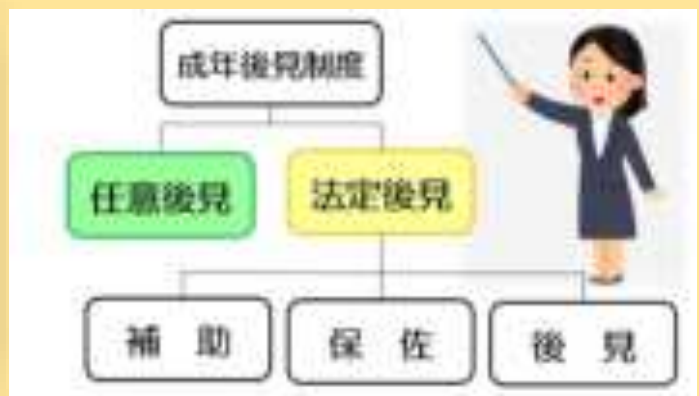 成年後見制度
任意後見
法定後見
補 助
保 佐
後 見